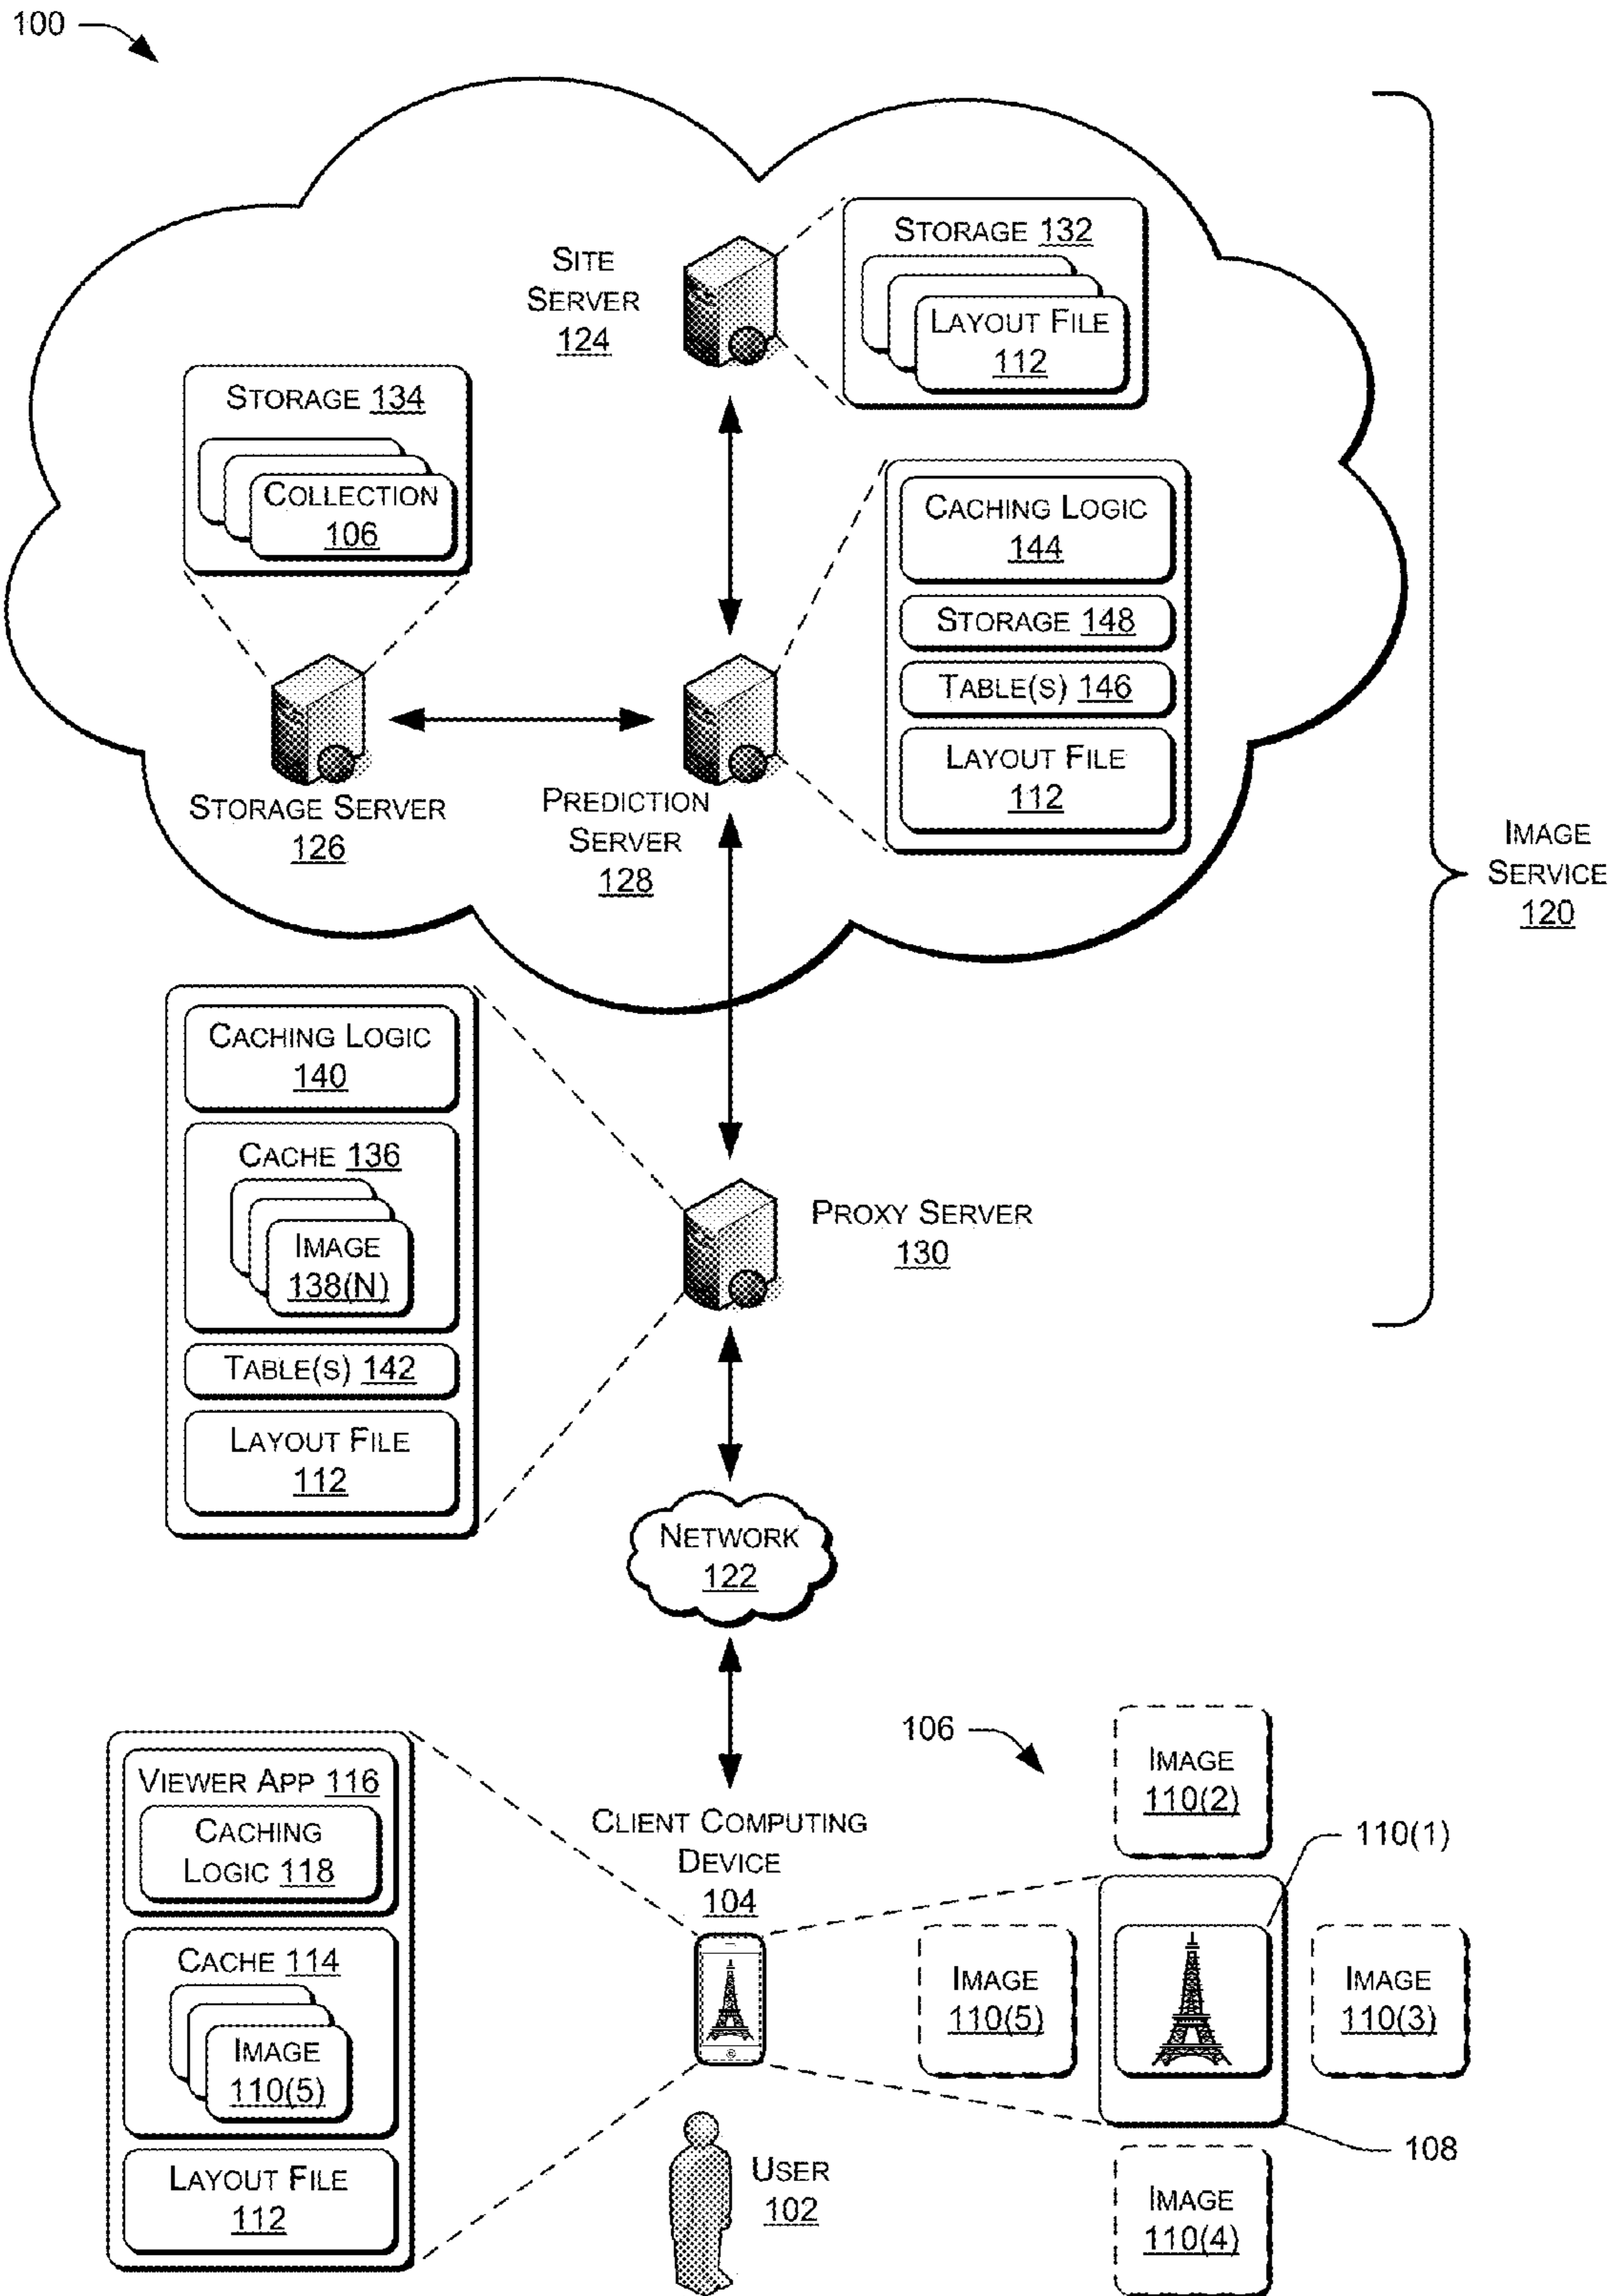 100
SITE
SERVER
124
STORAGE 132
LAYOUT FILE
112
STORAGE 134
COLLECTION
106
CACHING LOGIC
144
STORAGE 148
TABLE(S) 146
LAYOUT FILE
112
STORAGE SERVER
126
PREDICTION
SERVER
128
IMAGE
SERVICE
120
CACHING LOGIC
140
CACHE 136
IMAGE
138(N)
TABLE(S) 142
LAYOUT FILE
112
PROXY SERVER
130
NETWORK
122
VIEWER APP 116
CACHING
LOGIC 118
CACHE 114
IMAGE
110(5)
LAYOUT FILE
112
CLIENT COMPUTING
DEVICE
104
USER
102
106
IMAGE
110(2)
110(1)
IMAGE
110(5)
IMAGE
110(3)
108
IMAGE
110(4)